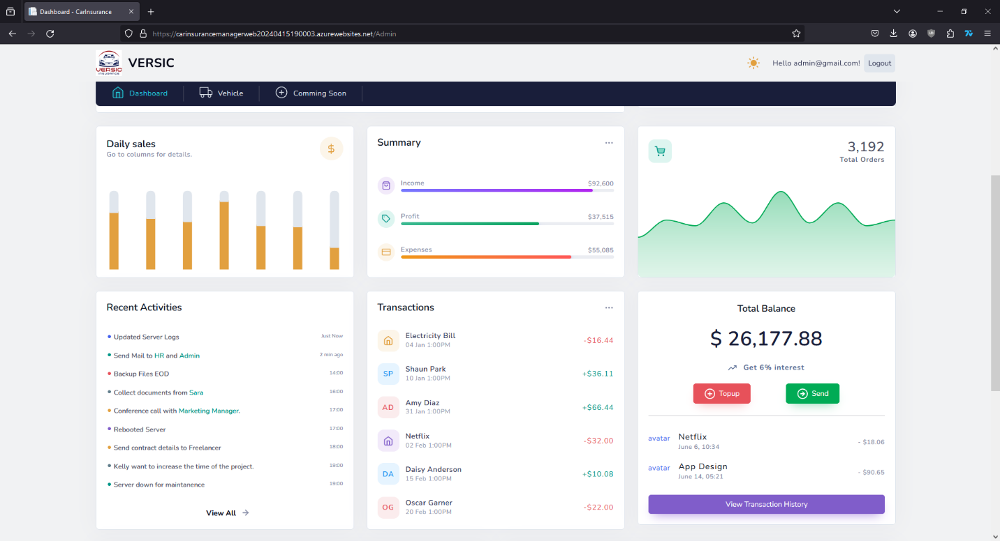 Dashboard - CarInsurance
https://carinsurancemanagerweb20240415190003.azurewebsites.net/Admin
VERSIC
INSURANCE
VERSIC
Hello admin@gmail.com!
Logout
Dashboard
Vehicle
Comming Soon
Daily sales
Go to columns for details.
$
Summary
Income
$92,600
Profit
$37,515
Expenses
$55,085
3,192
Total Orders
Recent Activities
Updated Server Logs
Just Now
Send Mail to HR and Admin
2 min ago
Backup Files EOD
14:00
Collect documents from Sara
16:00
Conference call with Marketing Manager.
17:00
Rebooted Server
17:00
Send contract details to Freelancer
18:00
Kelly want to increase the time of the project.
19:00
Server down for maintanence
19:00
View All
Transactions
Electricity Bill
04 Jan 1:00PM
-$16.44
SP
Shaun Park
10 Jan 1:00PM
+$36.11
AD
Amy Diaz
31 Jan 1:00PM
+$66.44
Netflix
02 Feb 1:00PM
-$32.00
DA
Daisy Anderson
15 Feb 1:00PM
+$10.08
OG
Oscar Garner
20 Feb 1:00PM
-$22.00
Total Balance
$ 26,177.88
Get 6% interest
Topup
Send
avatar
Netflix
June 6, 10:34
- $18.06
avatar
App Design
June 14, 05:21
- $90.65
View Transaction History